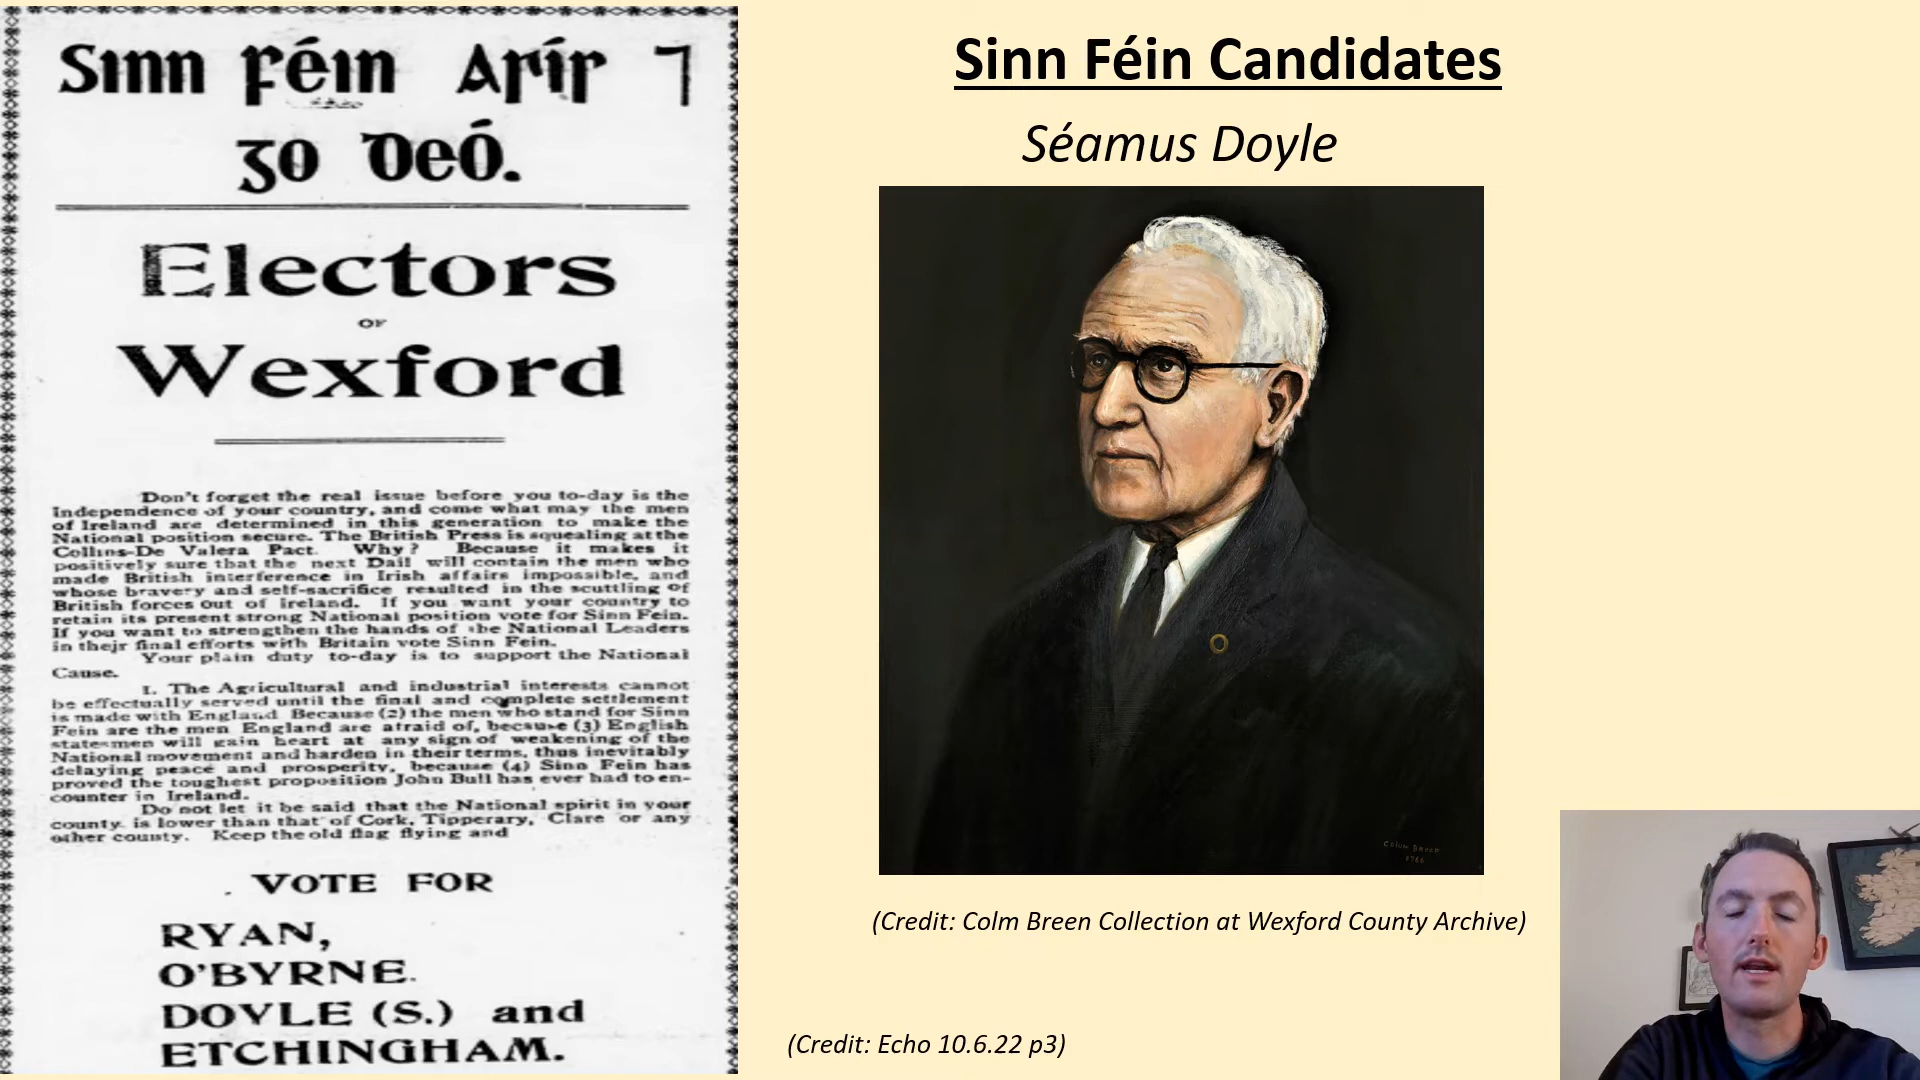 Sinn Féin Arír ⁊
go Deó.
Electors
OF
Wexford
Don't forget the real issue before you to-day is the
Independence of your country, and come what may the men
of Ireland are determined in this generation to make the
National position secure. The British Press is squealing at the
Collins-De Valera Pact. Why? Because it makes it
positively sure that the next Dail will contain the men who
made British interference in Irish affairs impossible, and
whose bravery and self-sacrifice resulted in the scuttling of
British forces out of Ireland. If you want your country to
retain its present strong National position vote for Sinn Fein.
If you want to strengthen the hands of the National Leaders
in their final efforts with Britain vote Sinn Fein.
Your plain duty to-day is to support the National
Cause.
1. The Agricultural and industrial interests cannot
be effectually served until the final and complete settlement
is made with England Because (2) the men who stand for Sinn
Fein are the men England are afraid of, because (3) English
statesmen will gain heart at any sign of weakening of the
National movement and harden in their terms, thus inevitably
delaying peace and prosperity, because (4) Sinn Fein has
proved the toughest proposition John Bull has ever had to en-
counter in Ireland.
Do not let it be said that the National spirit in your
county is lower than that of Cork, Tipperary, Clare or any
other county. Keep the old flag flying and
VOTE FOR
RYAN,
O'BYRNE.
DOYLE (S.) and
ETCHINGHAM.
Sinn Féin Candidates
Séamus Doyle
Colm Breen
(Credit: Colm Breen Collection at Wexford County Archive)
(Credit: Echo 10.6.22 p3)